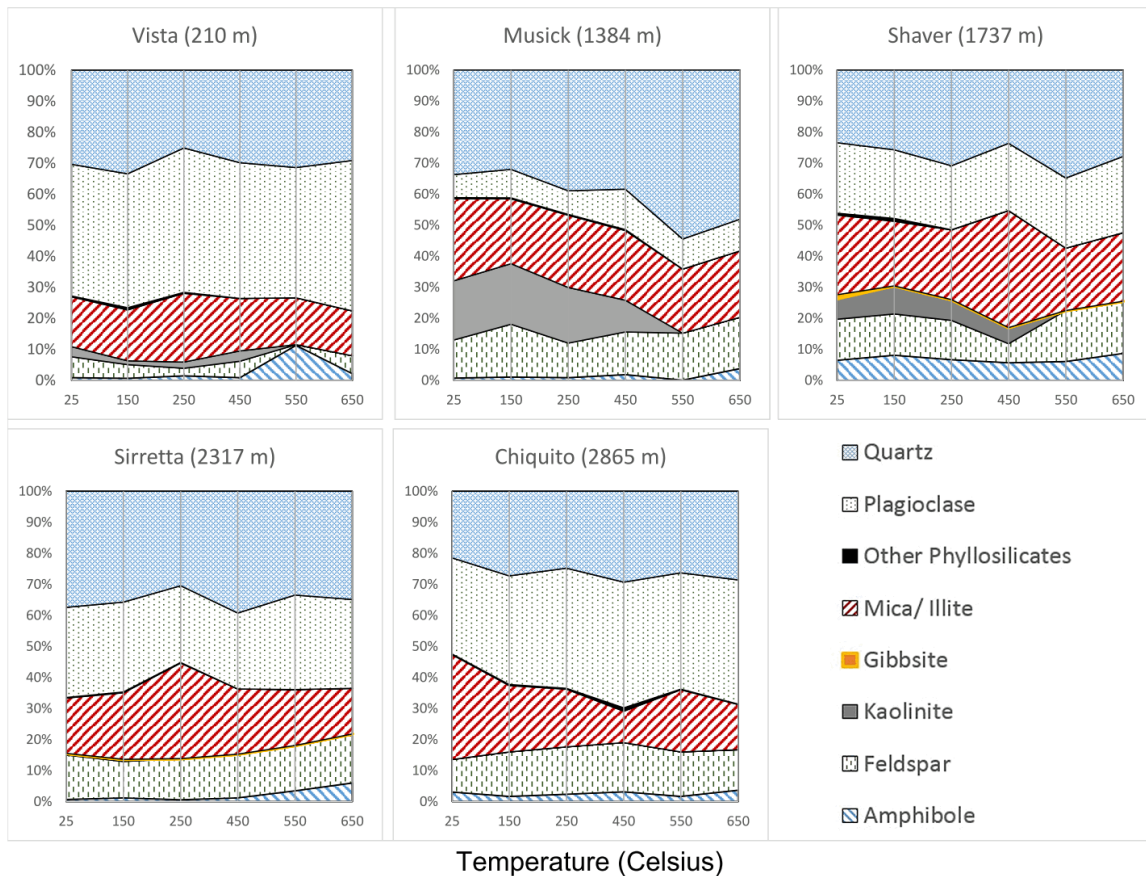 Vista (210 m)
100%
90%
80%
70%
60%
50%
40%
30%
20%
10%
0%
25 150 250 450 550 650
Musick (1384 m)
100%
90%
80%
70%
60%
50%
40%
30%
20%
10%
0%
25 150 250 450 550 650
Shaver (1737 m)
100%
90%
80%
70%
60%
50%
40%
30%
20%
10%
0%
25 150 250 450 550 650
Sirretta (2317 m)
100%
90%
80%
70%
60%
50%
40%
30%
20%
10%
0%
25 150 250 450 550 650
Chiquito (2865 m)
100%
90%
80%
70%
60%
50%
40%
30%
20%
10%
0%
25 150 250 450 550 650
Quartz
Plagioclase
Other Phyllosilicates
Mica/ Illite
Gibbsite
Kaolinite
Feldspar
Amphibole
Temperature (Celsius)